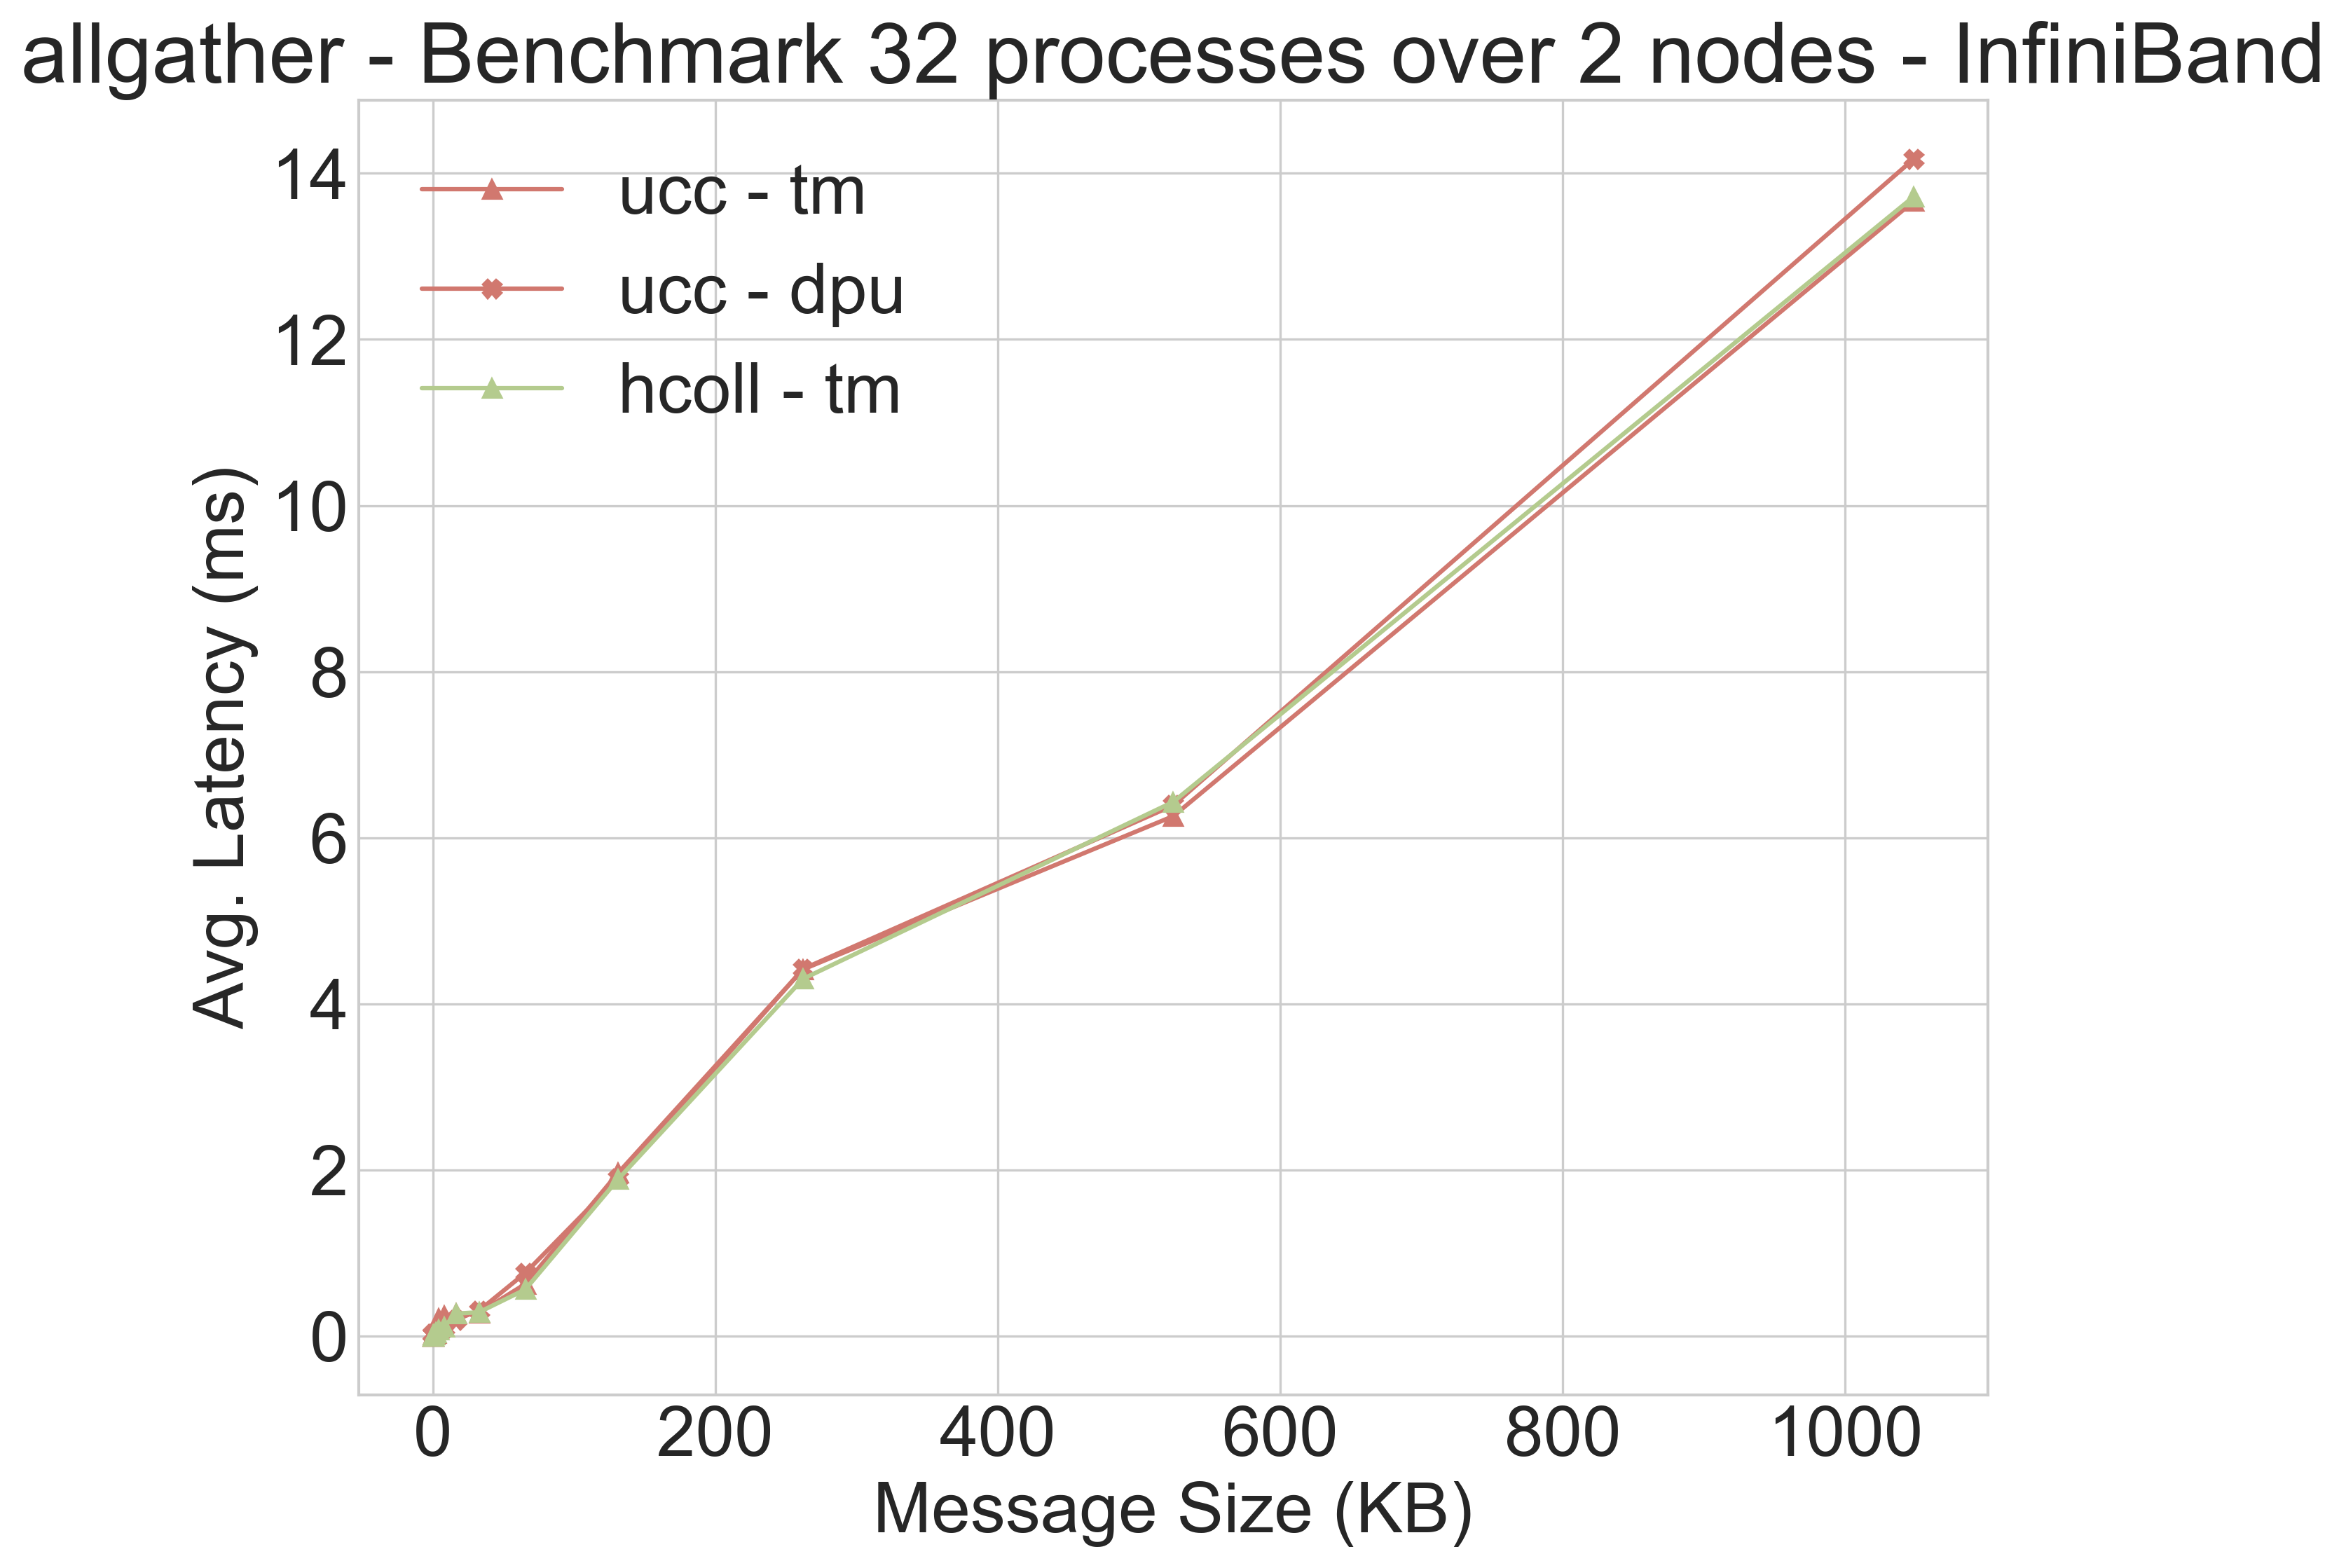 allgather - Benchmark 32 processes over 2 nodes - InfiniBand
ucc - tm
ucc - dpu
hcoll - tm
Avg. Latency (ms)
14
12
10
8
6
4
2
0
0 200 400 600 800 1000
Message Size (KB)